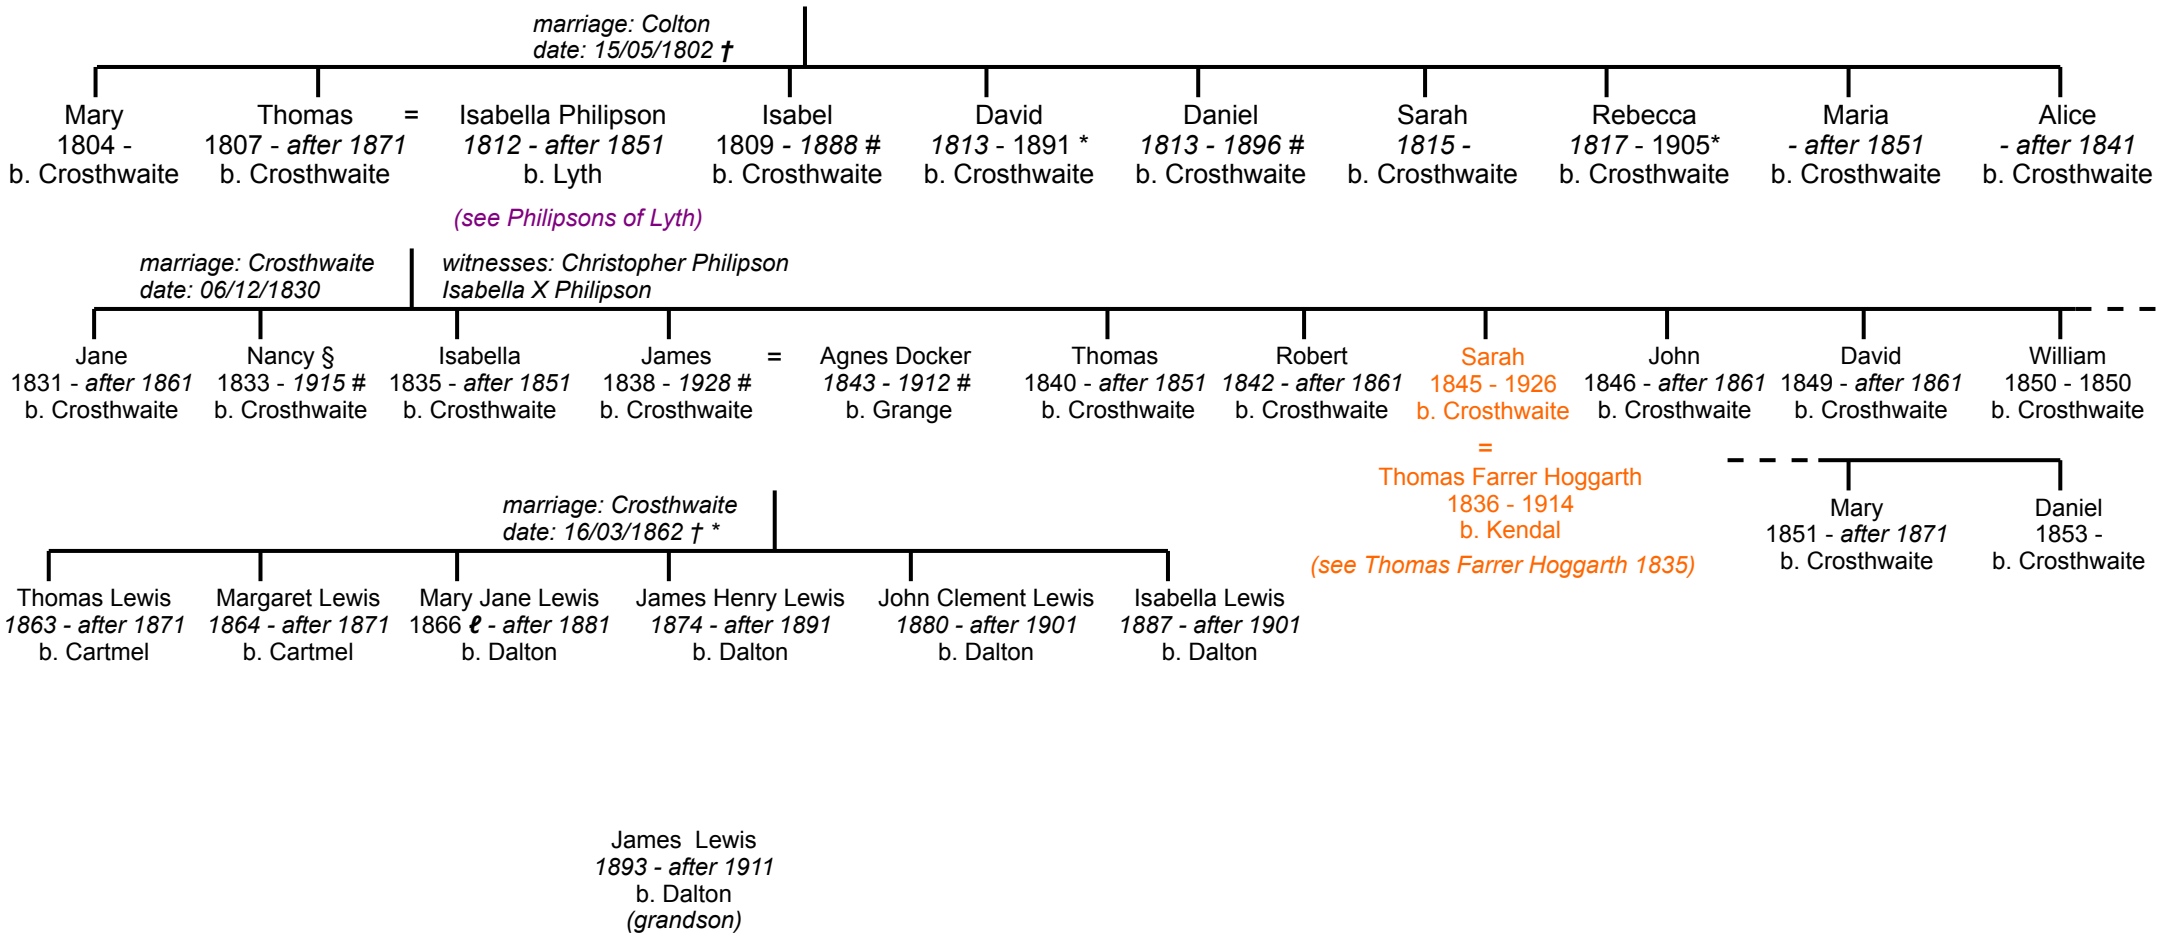 marriage: Colton
date: 15/05/1802 †
Mary
1804 -
b. Crosthwaite
Thomas
1807 - after 1871
b. Crosthwaite
=
Isabella Philipson
1812 - after 1851
b. Lyth
(see Philipsons of Lyth)
Isabel
1809 - 1888 #
b. Crosthwaite
David
1813 - 1891 *
b. Crosthwaite
Daniel
1813 - 1896 #
b. Crosthwaite
Sarah
1815 -
b. Crosthwaite
Rebecca
1817 - 1905*
b. Crosthwaite
Maria
- after 1851
b. Crosthwaite
Alice
- after 1841
b. Crosthwaite
marriage: Crosthwaite
date: 06/12/1830
witnesses: Christopher Philipson
Isabella X Philipson
Jane
1831 - after 1861
b. Crosthwaite
Nancy §
1833 - 1915 #
b. Crosthwaite
Isabella
1835 - after 1851
b. Crosthwaite
James
1838 - 1928 #
b. Crosthwaite
=
Agnes Docker
1843 - 1912 #
b. Grange
Thomas
1840 - after 1851
b. Crosthwaite
Robert
1842 - after 1861
b. Crosthwaite
Sarah
1845 - 1926
b. Crosthwaite
=
Thomas Farrer Hoggarth
1836 - 1914
b. Kendal
(see Thomas Farrer Hoggarth 1835)
John
1846 - after 1861
b. Crosthwaite
David
1849 - after 1861
b. Crosthwaite
William
1850 - 1850
b. Crosthwaite
Mary
1851 - after 1871
b. Crosthwaite
Daniel
1853 -
b. Crosthwaite
marriage: Crosthwaite
date: 16/03/1862 † *
Thomas Lewis
1863 - after 1871
b. Cartmel
Margaret Lewis
1864 - after 1871
b. Cartmel
Mary Jane Lewis
1866 ℓ - after 1881
b. Dalton
James Henry Lewis
1874 - after 1891
b. Dalton
John Clement Lewis
1880 - after 1901
b. Dalton
Isabella Lewis
1887 - after 1901
b. Dalton
James Lewis
1893 - after 1911
b. Dalton
(grandson)